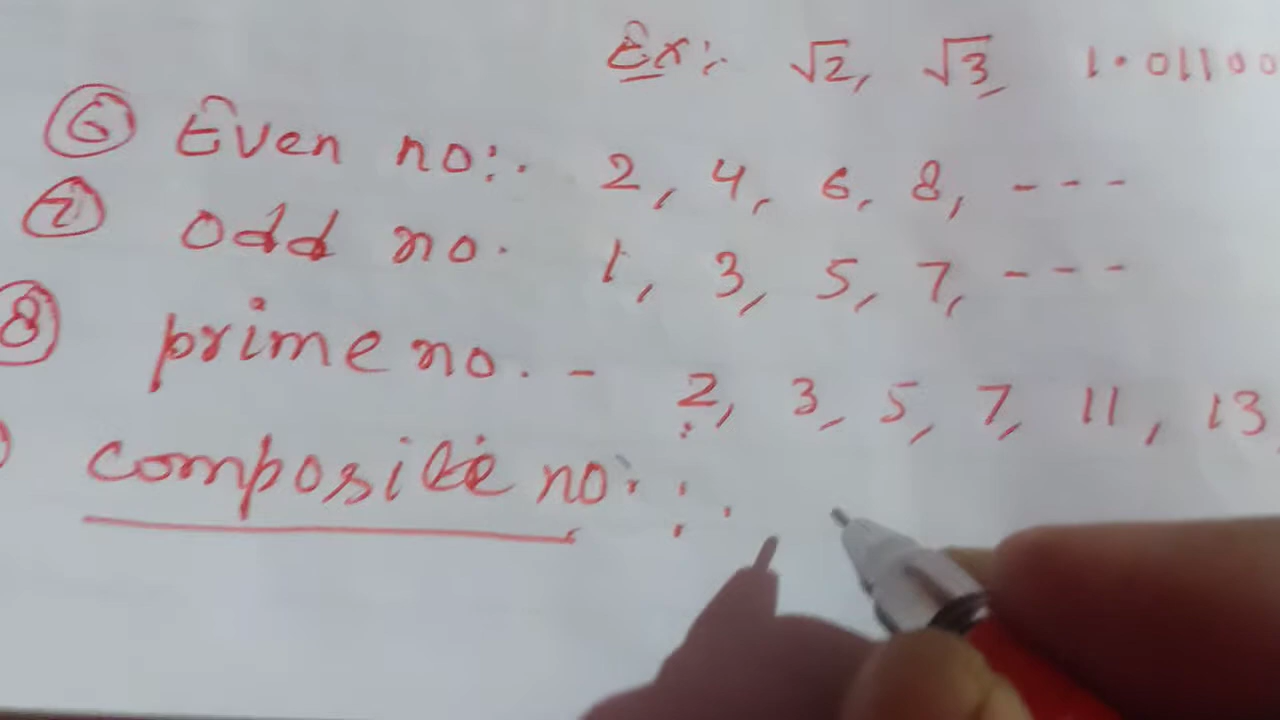 Ex:. √2, √3, 1.01100
⑥ Even no:. 2, 4, 6, 8, ---
⑦ Odd no. 1, 3, 5, 7, ---
⑧ prime no. - 2, 3, 5, 7, 11, 13,
composite no: